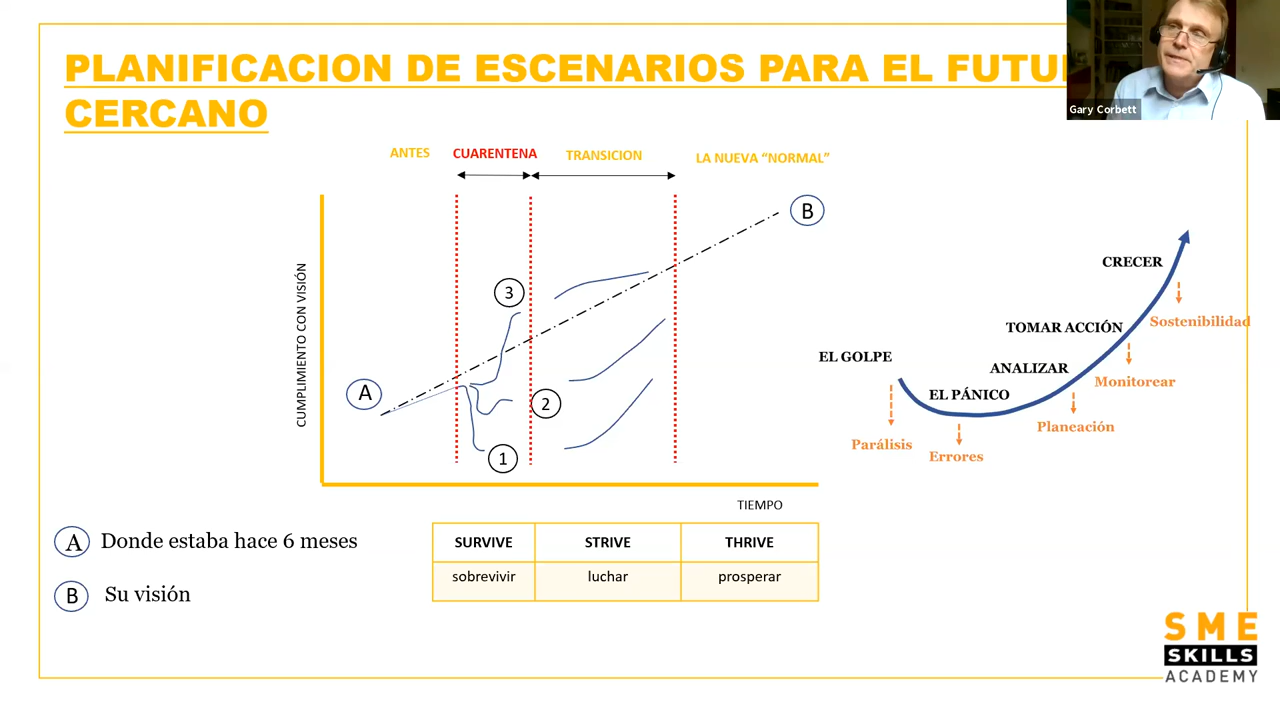 PLANIFICACION DE ESCENARIOS PARA EL
CERCANO
Gary Corbett
ANTES
CUARENTENA
TRANSICION
LA NUEVA “NORMAL”
CUMPLIMIENTO CON VISIÓN
A
B
3
2
1
TIEMPO
EL GOLPE
EL PÁNICO
ANALIZAR
TOMAR ACCIÓN
CRECER
Parálisis
Errores
Planeación
Monitorear
Sostenibilidad
A Donde estaba hace 6 meses
B Su visión
SURVIVE STRIVE THRIVE
sobrevivir luchar prosperar
SME
SKILLS
ACADEMY